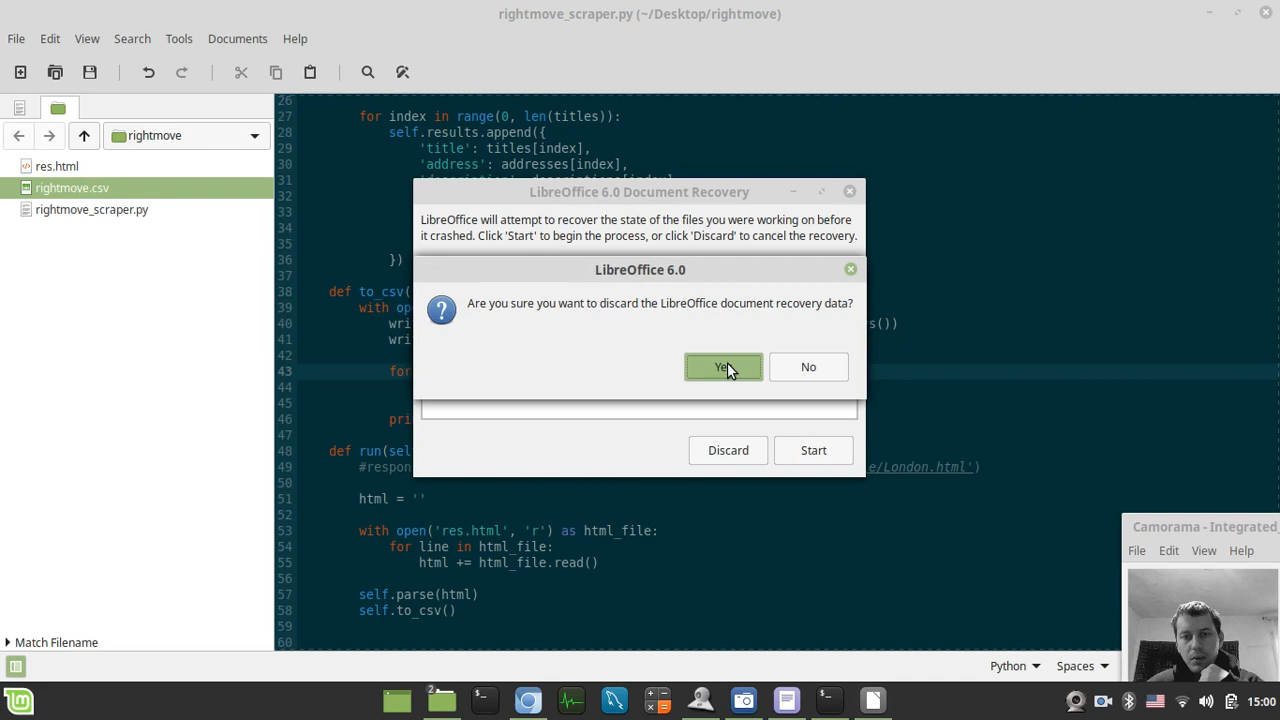 rightmove_scraper.py (~/Desktop/rightmove)
File Edit View Search Tools Documents Help
rightmove
res.html
rightmove.csv
rightmove_scraper.py
Match Filename
26
27 for index in range(0, len(titles)):
28 self.results.append({
29 'title': titles[index],
30 'address': addresses[index],
31
32
33
34
35
36 })
37
38 def to_csv(
39 with op
40 wri s())
41 wri
42
43 for
44
45
46 pri
47
48 def run(sel
49 #respon e/London.html')
50
51 html = ''
52
53 with open('res.html', 'r') as html_file:
54 for line in html_file:
55 html += html_file.read()
56
57 self.parse(html)
58 self.to_csv()
59
60
LibreOffice 6.0 Document Recovery
LibreOffice will attempt to recover the state of the files you were working on before
it crashed. Click 'Start' to begin the process, or click 'Discard' to cancel the recovery.
LibreOffice 6.0
Are you sure you want to discard the LibreOffice document recovery data?
No
Discard Start
Camorama - Integrated
File Edit View Help
Python Spaces
2
15:00